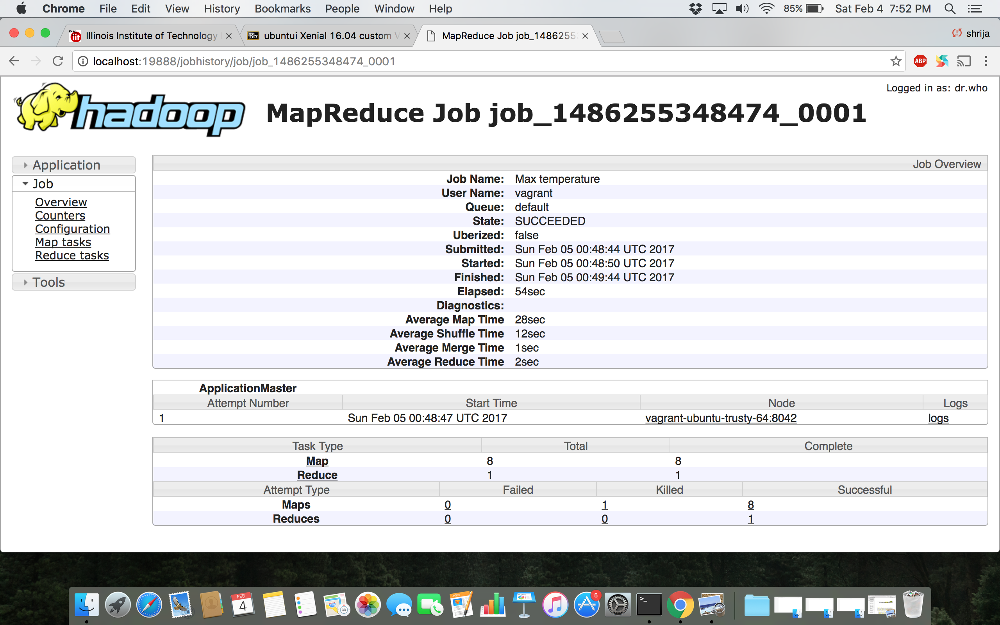 Chrome File Edit View History Bookmarks People Window Help 85% Sat Feb 4 7:52 PM
my iit Illinois Institute of Technology Bb ubuntui Xenial 16.04 custom V MapReduce Job job_1486255 shrija
localhost:19888/jobhistory/job/job_1486255348474_0001 ABP
Logged in as: dr.who
hadoop MapReduce Job job_1486255348474_0001
Application
Job
Overview
Counters
Configuration
Map tasks
Reduce tasks
Tools
Job Overview
Job Name: Max temperature
User Name: vagrant
Queue: default
State: SUCCEEDED
Uberized: false
Submitted: Sun Feb 05 00:48:44 UTC 2017
Started: Sun Feb 05 00:48:50 UTC 2017
Finished: Sun Feb 05 00:49:44 UTC 2017
Elapsed: 54sec
Diagnostics:
Average Map Time 28sec
Average Shuffle Time 12sec
Average Merge Time 1sec
Average Reduce Time 2sec
ApplicationMaster
Attempt Number Start Time Node Logs
1 Sun Feb 05 00:48:47 UTC 2017 vagrant-ubuntu-trusty-64:8042 logs
Task Type Total Complete
Map 8 8
Reduce 1 1
Attempt Type Failed Killed Successful
Maps 0 1 8
Reduces 0 0 1
FEB
4
280
3D
PAGES
5
>_